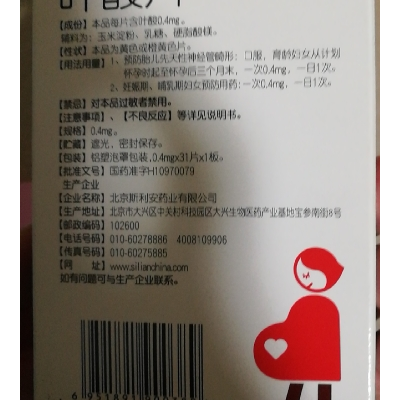 叶酸片
【成份】本品每片含叶酸0.4mg。
辅料为：玉米淀粉、乳糖、硬脂酸镁。
【性状】本品为黄色或橙黄色片。
【用法用量】1、预防胎儿先天性神经管畸形：口服，育龄妇女从计划
怀孕时起至怀孕后三个月末，一次0.4mg，一日1次。
2、妊娠期、哺乳期妇女预防用药：一次0.4mg，一日1次。
【禁忌】对本品过敏者禁用。
【注意事项】、【不良反应】等详见说明书。
【规格】0.4mg。
【贮藏】遮光，密封保存。
【包装】铝塑泡罩包装，0.4mg×31片×1板。
【批准文号】国药准字H10970079
生产企业
【企业名称】北京斯利安药业有限公司
【生产地址】北京市大兴区中关村科技园区大兴生物医药产业基地宝参南街8号
【邮政编码】102600
【电话号码】010-60278886 4008109906
【传真号码】010-60275885
【网 址】www.silianchina.com
如有问题可与生产企业联系。